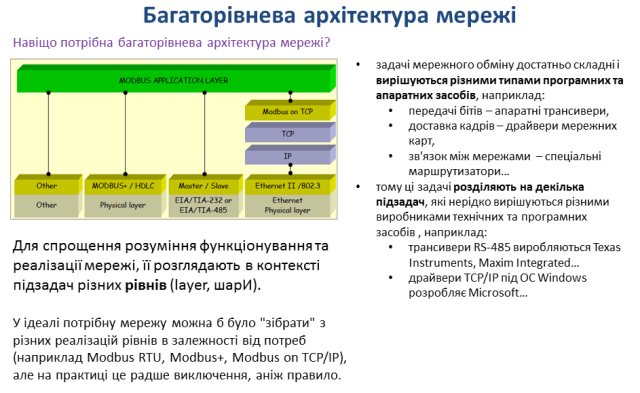 Багаторівнева архітектура мережі
Навіщо потрібна багаторівнева архітектура мережі?
MODBUS APPLICATION LAYER
Modbus on TCP
TCP
IP
Other
MODBUS+ / HDLC
Master / Slave
Ethernet II /802.3
Other
Physical layer
EIA/TIA-232 or
EIA/TIA-485
Ethernet
Physical layer
Для спрощення розуміння функціонування та
реалізації мережі, її розглядають в контексті
підзадач різних рівнів (layer, шарИ).
У ідеалі потрібну мережу можна б було "зібрати" з
різних реалізацій рівнів в залежності від потреб
(наприклад Modbus RTU, Modbus+, Modbus on TCP/IP),
але на практиці це радше виключення, аніж правило.
• задачі мережного обміну достатньо складні і
вирішуються різними типами програмних та
апаратних засобів, наприклад:
• передачі бітів – апаратні трансивери,
• доставка кадрів – драйвери мережних
карт,
• зв'язок між мережами – спеціальні
маршрутизатори…
• тому ці задачі розділяють на декілька
підзадач, які нерідко вирішуються різними
виробниками технічних та програмних
засобів , наприклад:
• трансивери RS-485 виробляються Texas
Instruments, Maxim Integrated…
• драйвери TCP/IP під ОС Windows
розробляє Microsoft…